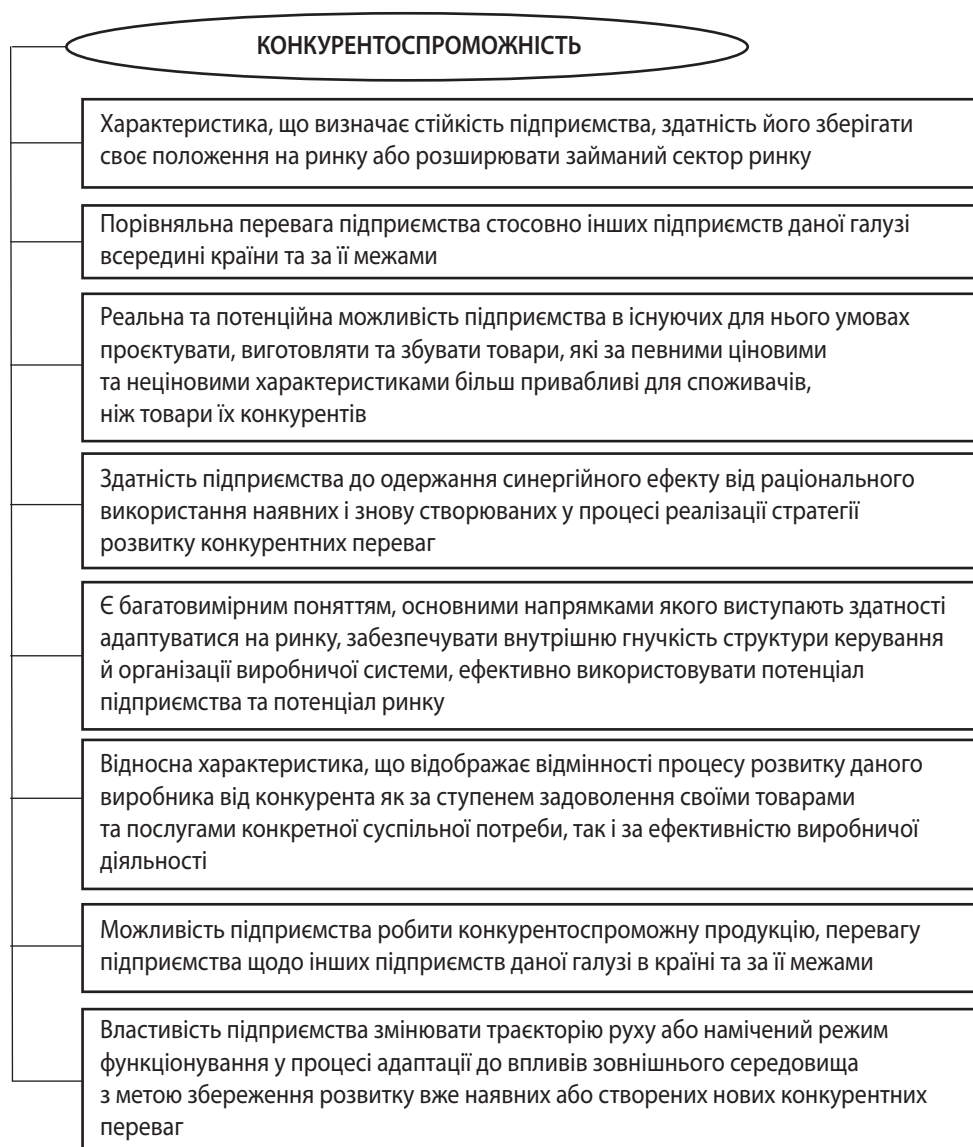 КОНКУРЕНТОСПРОМОЖНІСТЬ
Характеристика, що визначає стійкість підприємства, здатність його зберігати
своє положення на ринку або розширювати займаний сектор ринку
Порівняльна перевага підприємства стосовно інших підприємств даної галузі
всередині країни та за її межами
Реальна та потенційна можливість підприємства в існуючих для нього умовах
проєктувати, виготовляти та збувати товари, які за певними ціновими
та неціновими характеристиками більш привабливі для споживачів,
ніж товари їх конкурентів
Здатність підприємства до одержання синергійного ефекту від раціонального
використання наявних і знову створюваних у процесі реалізації стратегії
розвитку конкурентних переваг
Є багатовимірним поняттям, основними напрямками якого виступають здатності
адаптуватися на ринку, забезпечувати внутрішню гнучкість структури керування
й організації виробничої системи, ефективно використовувати потенціал
підприємства та потенціал ринку
Відносна характеристика, що відображає відмінності процесу розвитку даного
виробника від конкурента як за ступенем задоволення своїми товарами
та послугами конкретної суспільної потреби, так і за ефективністю виробничої
діяльності
Можливість підприємства робити конкурентоспроможну продукцію, перевагу
підприємства щодо інших підприємств даної галузі в країні та за її межами
Властивість підприємства змінювати траєкторію руху або намічений режим
функціонування у процесі адаптації до впливів зовнішнього середовища
з метою збереження розвитку вже наявних або створених нових конкурентних
переваг